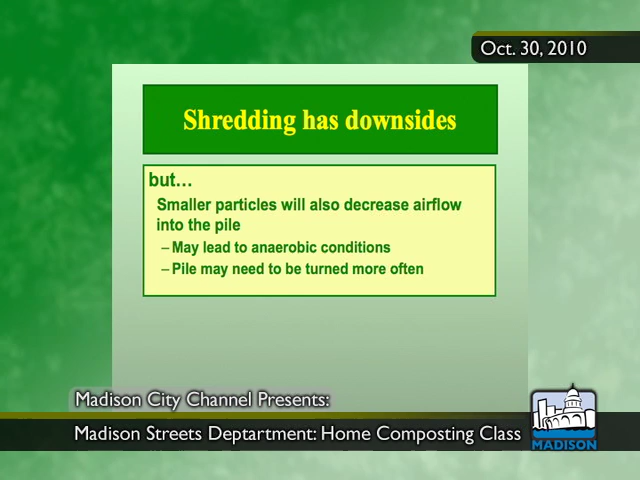 Oct. 30, 2010
Shredding has downsides
but...
Smaller particles will also decrease airflow
into the pile
– May lead to anaerobic conditions
– Pile may need to be turned more often
Madison City Channel Presents:
Madison Streets Deptartment: Home Composting Class
MADISON